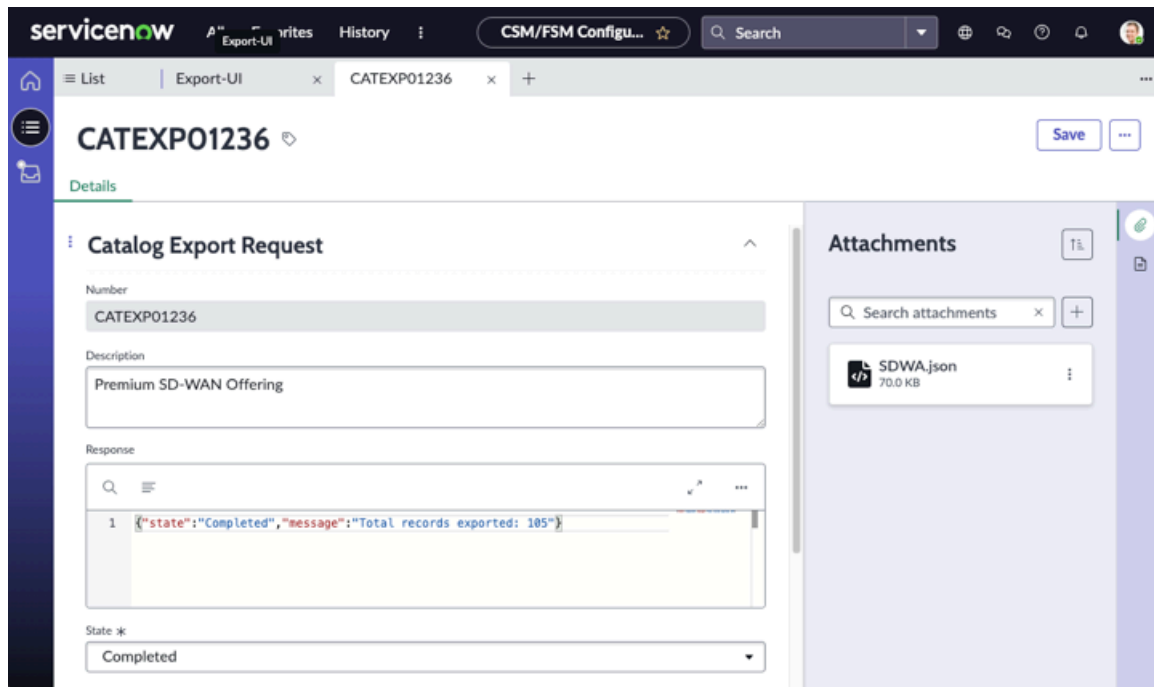 servicenow
Export-UI
History
CSM/FSM Configu...
Search
List
Export-UI
CATEXP01236
CATEXP01236
Save
Details
Catalog Export Request
Number
CATEXP01236
Description
Premium SD-WAN Offering
Response
1 {"state":"Completed","message":"Total records exported: 105"}
State *
Completed
Attachments
Search attachments
SDWA.json
70.0 KB